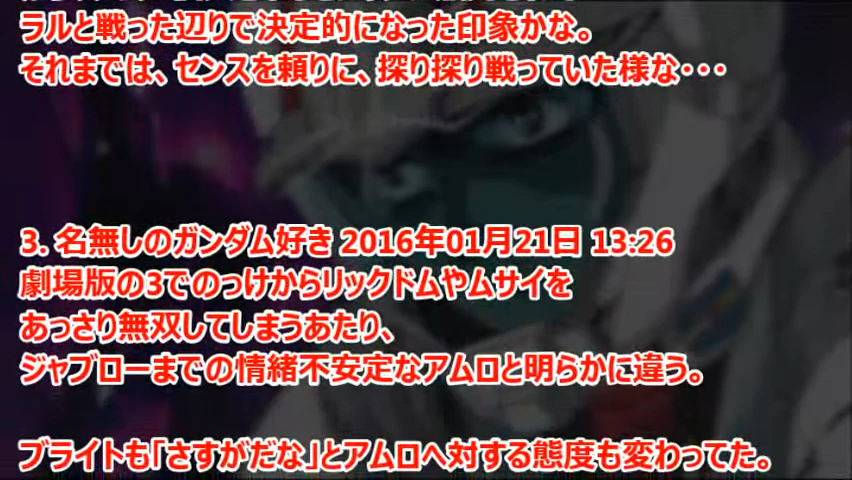 ラルと戦った辺りで決定的になった印象かな。
それまでは、センスを頼りに、探り探り戦っていた様な・・・
3. 名無しのガンダム好き 2016年01月21日 13:26
劇場版の3でのっけからリックドムやムサイを
あっさり無双してしまうあたり、
ジャブローまでの情緒不安定なアムロと明らかに違う。
ブライトも「さすがだな」とアムロへ対する態度も変わってた。